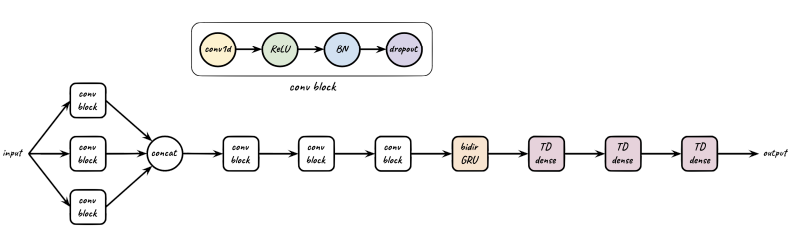 conv1d ReLU BN dropout
conv block
conv
block
input
conv
block
concat
conv
block
conv
block
conv
block
conv
block
bidir
GRU
TD
dense
TD
dense
TD
dense
output